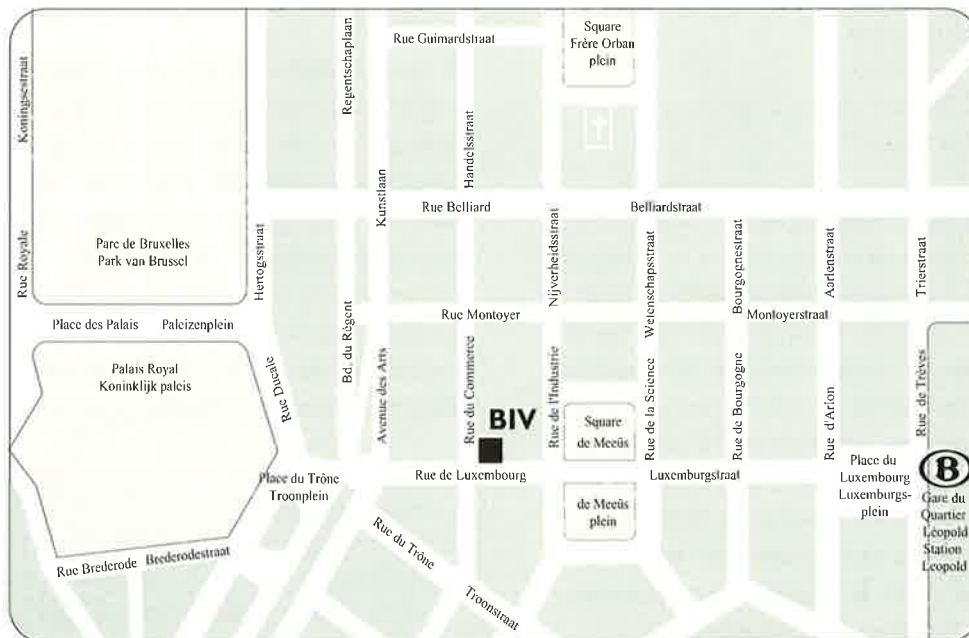 Koningsestraat
Rue Royale
Parc de Bruxelles
Park van Brussel
Hertogsstraat
Regentschaplaan
Bd. du Régent
Kunstlaan
Avenue des Arts
Rue Guimardstraat
Handelsstraat
Rue du Commerce
Square
Frère Orban
plein
Rue Belliard
Belliardstraat
Nijverheidsstraat
Rue de l'Industrie
Wetenschapsstraat
Rue de la Science
Bourgognestraat
Rue de Bourgogne
Aarlenstraat
Rue d'Arlon
Trierstraat
Rue de Trèves
Place des Palais
Paleizenplein
Rue Montoyer
Montoyerstraat
Palais Royal
Koninklijk paleis
Rue Ducale
BIV
Square
de Meeûs
de Meeûs
plein
Place du Trône
Troonplein
Rue de Luxembourg
Luxemburgstraat
Place du
Luxembourg
Luxemburgs-
plein
B
Gare du
Quartier
Léopold
Station
Leopold
Rue Brederode
Brederodestraat
Rue du Trône
Troonstraat